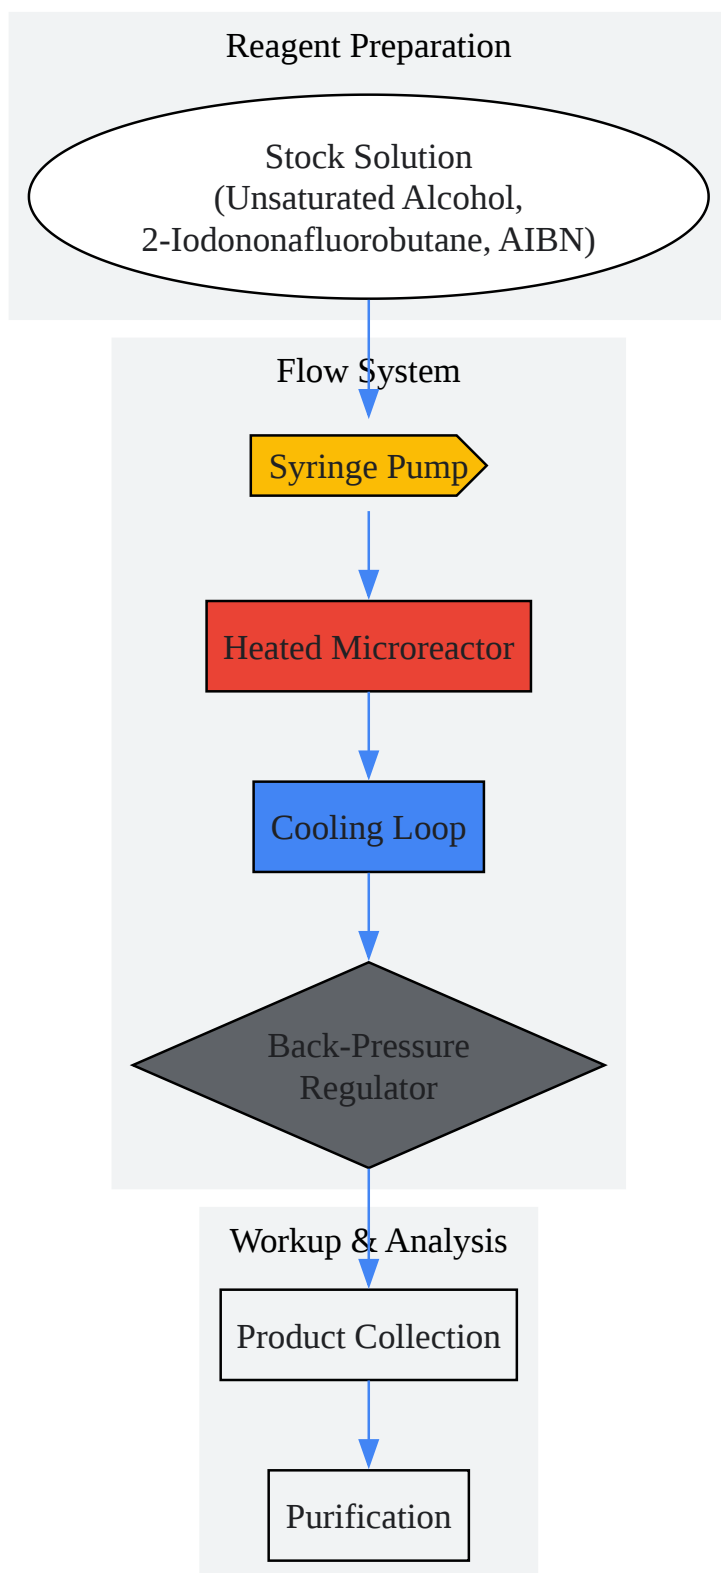 Reagent Preparation
Stock Solution
(Unsaturated Alcohol,
2-Iodononafluorobutane, AIBN)
Flow System
Syringe Pump
Heated Microreactor
Cooling Loop
Back-Pressure
Regulator
Workup & Analysis
Product Collection
Purification